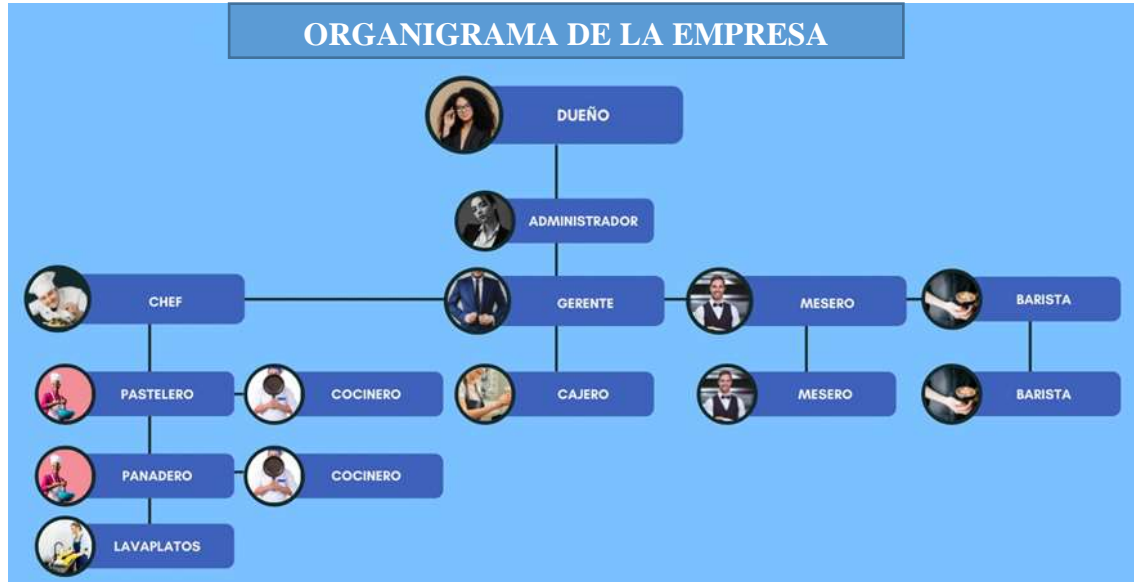 ORGANIGRAMA DE LA EMPRESA
DUEÑO
ADMINISTRADOR
CHEF
GERENTE
MESERO
BARISTA
PASTELERO
COCINERO
CAJERO
MESERO
BARISTA
PANADERO
COCINERO
LAVAPLATOS